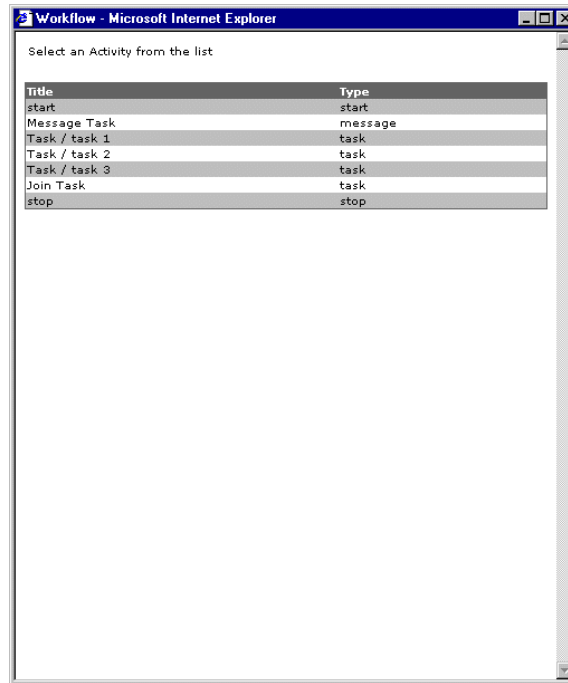 Workflow - Microsoft Internet Explorer
Select an Activity from the list
Title Type
start start
Message Task message
Task / task 1 task
Task / task 2 task
Task / task 3 task
Join Task task
stop stop